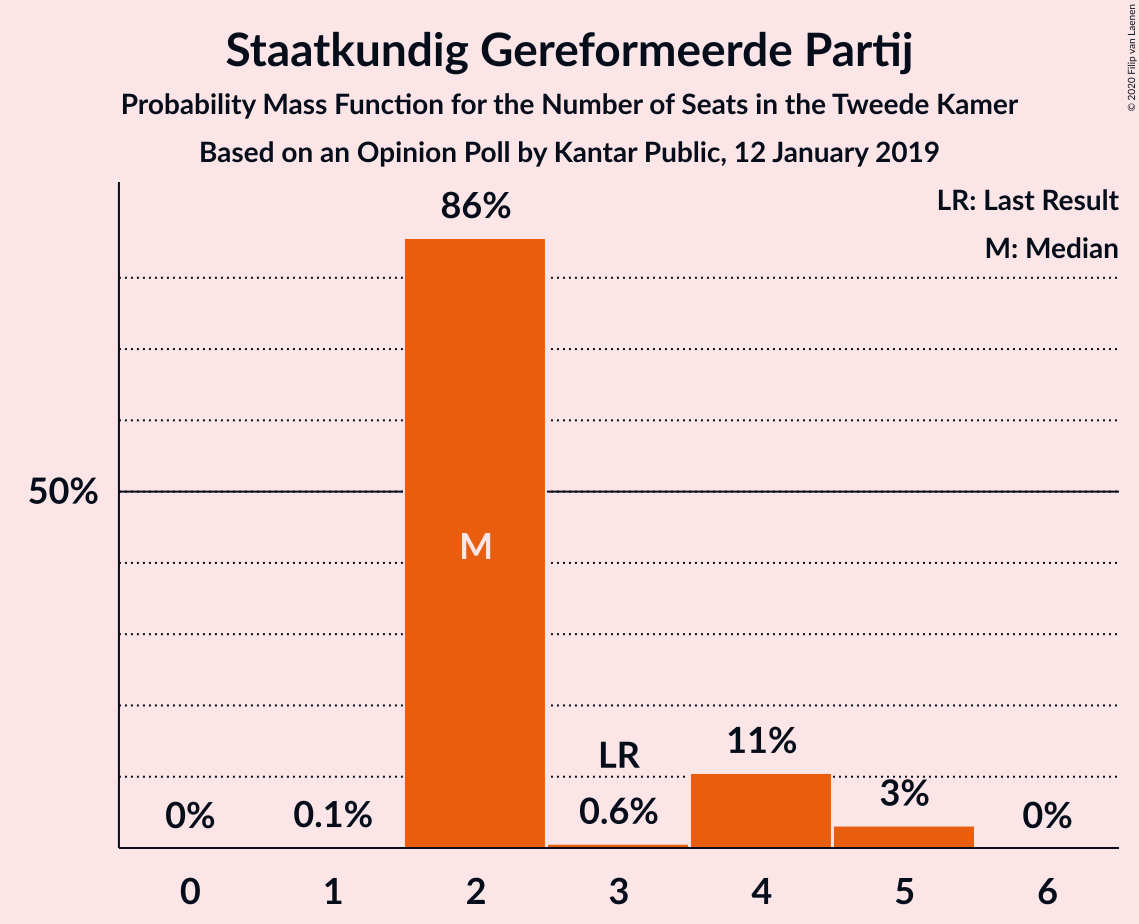 Staatkundig Gereformeerde Partij
Probability Mass Function for the Number of Seats in the Tweede Kamer
Based on an Opinion Poll by Kantar Public, 12 January 2019
© 2020 Filip van Laenen
LR: Last Result
M: Median
86%
50%
M
LR
11%
0%
0.1%
0.6%
3%
0%
0
1
2
3
4
5
6